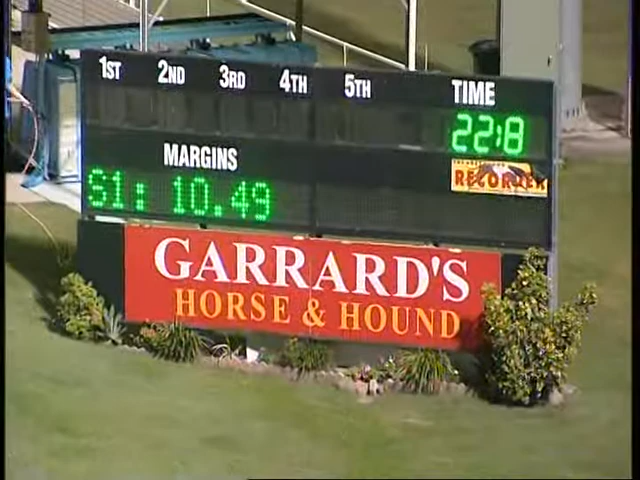 1ST 2ND 3RD 4TH 5TH TIME
22:8
MARGINS
S1: 10.49
RECORDER
GARRARD'S
HORSE & HOUND